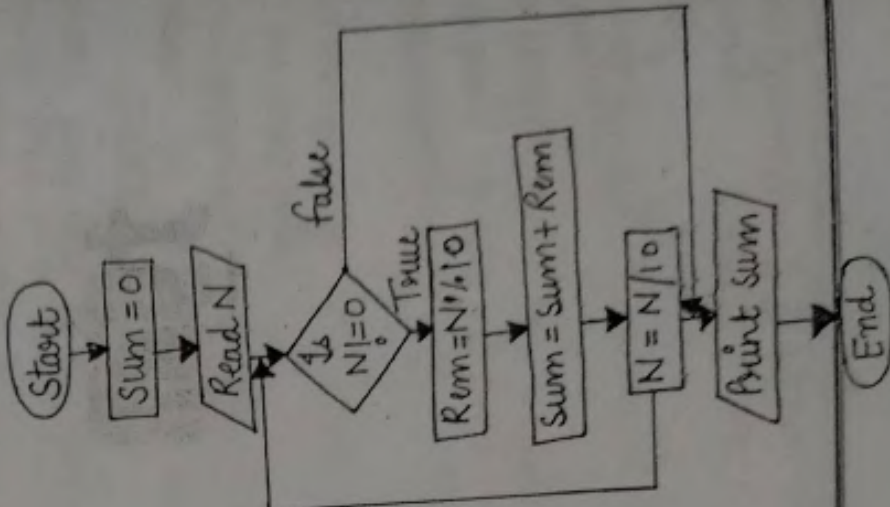 Start
Sum = 0
Read N
Is
N!=0
False
True
Rem=N%10
Sum = Sum+Rem
N = N/10
Print sum
End